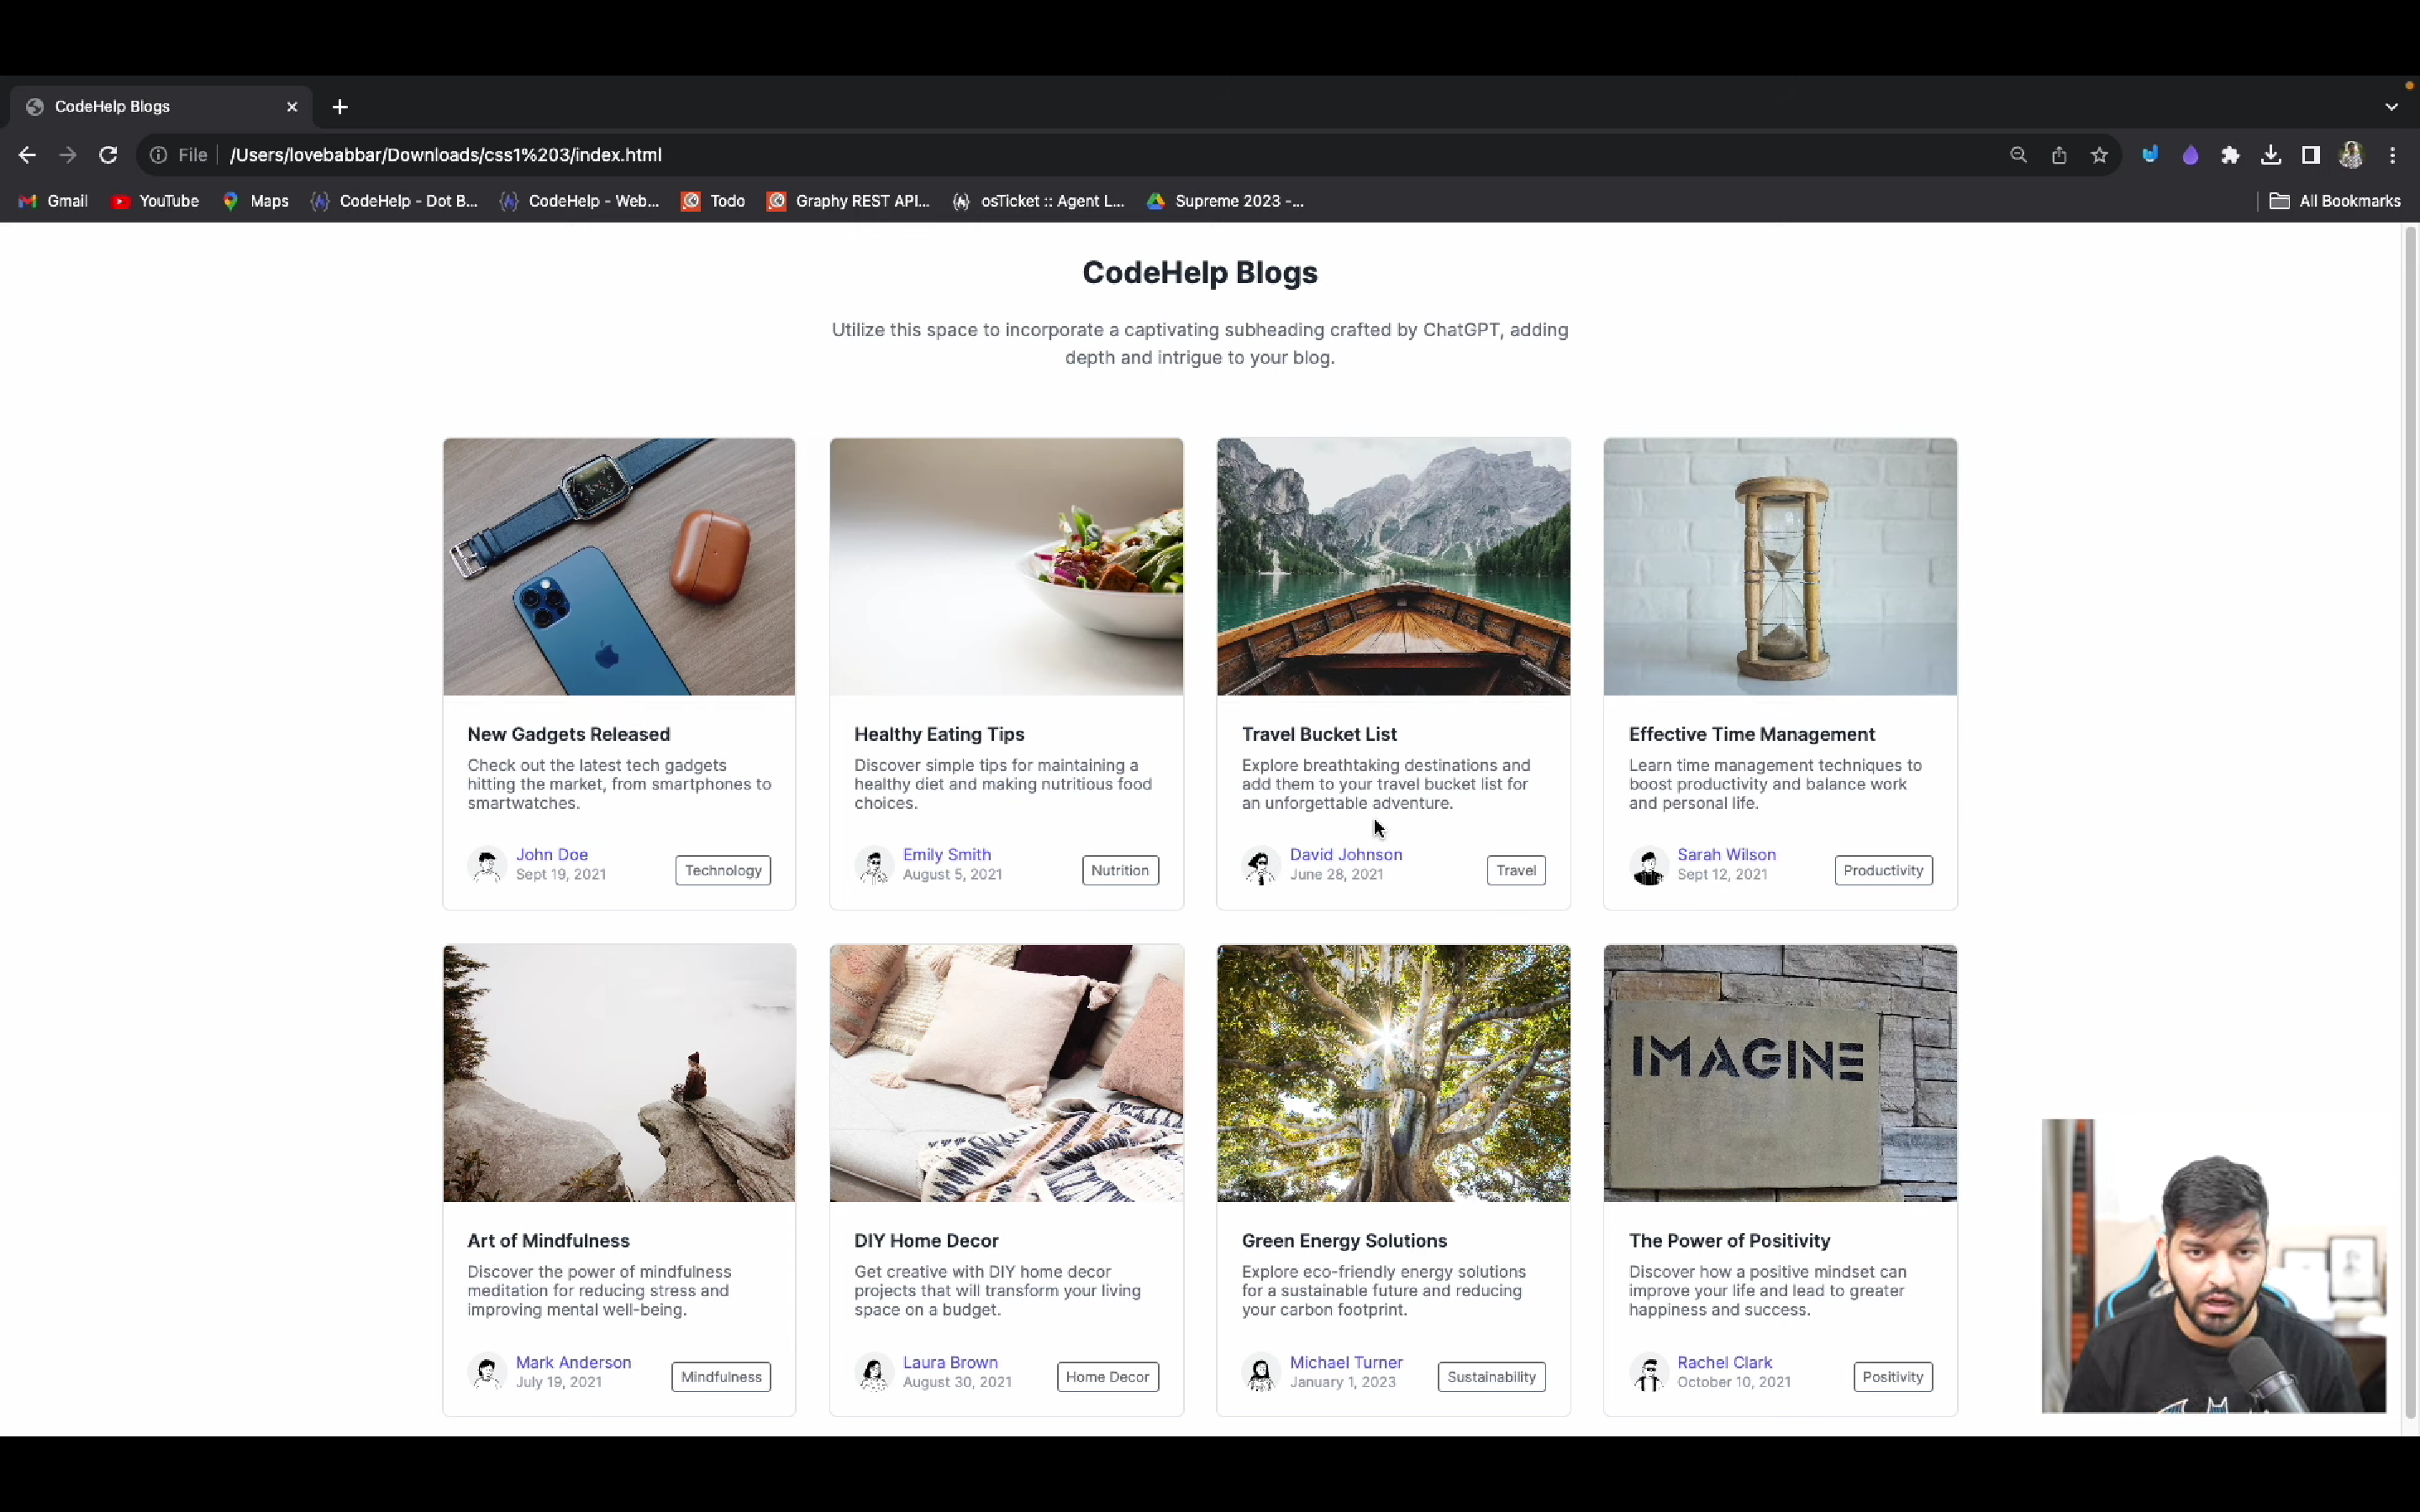 CodeHelp Blogs
File
/Users/lovebabbar/Downloads/css1%203/index.html
Gmail
YouTube
Maps
CodeHelp - Dot B...
CodeHelp - Web...
Todo
Graphy REST API...
osTicket :: Agent L...
Supreme 2023 -...
All Bookmarks
CodeHelp Blogs
Utilize this space to incorporate a captivating subheading crafted by ChatGPT, adding
depth and intrigue to your blog.
New Gadgets Released
Check out the latest tech gadgets
hitting the market, from smartphones to
smartwatches.
John Doe
Sept 19, 2021
Technology
Healthy Eating Tips
Discover simple tips for maintaining a
healthy diet and making nutritious food
choices.
Emily Smith
August 5, 2021
Nutrition
Travel Bucket List
Explore breathtaking destinations and
add them to your travel bucket list for
an unforgettable adventure.
David Johnson
June 28, 2021
Travel
Effective Time Management
Learn time management techniques to
boost productivity and balance work
and personal life.
Sarah Wilson
Sept 12, 2021
Productivity
Art of Mindfulness
Discover the power of mindfulness
meditation for reducing stress and
improving mental well-being.
Mark Anderson
July 19, 2021
Mindfulness
DIY Home Decor
Get creative with DIY home decor
projects that will transform your living
space on a budget.
Laura Brown
August 30, 2021
Home Decor
Green Energy Solutions
Explore eco-friendly energy solutions
for a sustainable future and reducing
your carbon footprint.
Michael Turner
January 1, 2023
Sustainability
IMAGINE
The Power of Positivity
Discover how a positive mindset can
improve your life and lead to greater
happiness and success.
Rachel Clark
October 10, 2021
Positivity